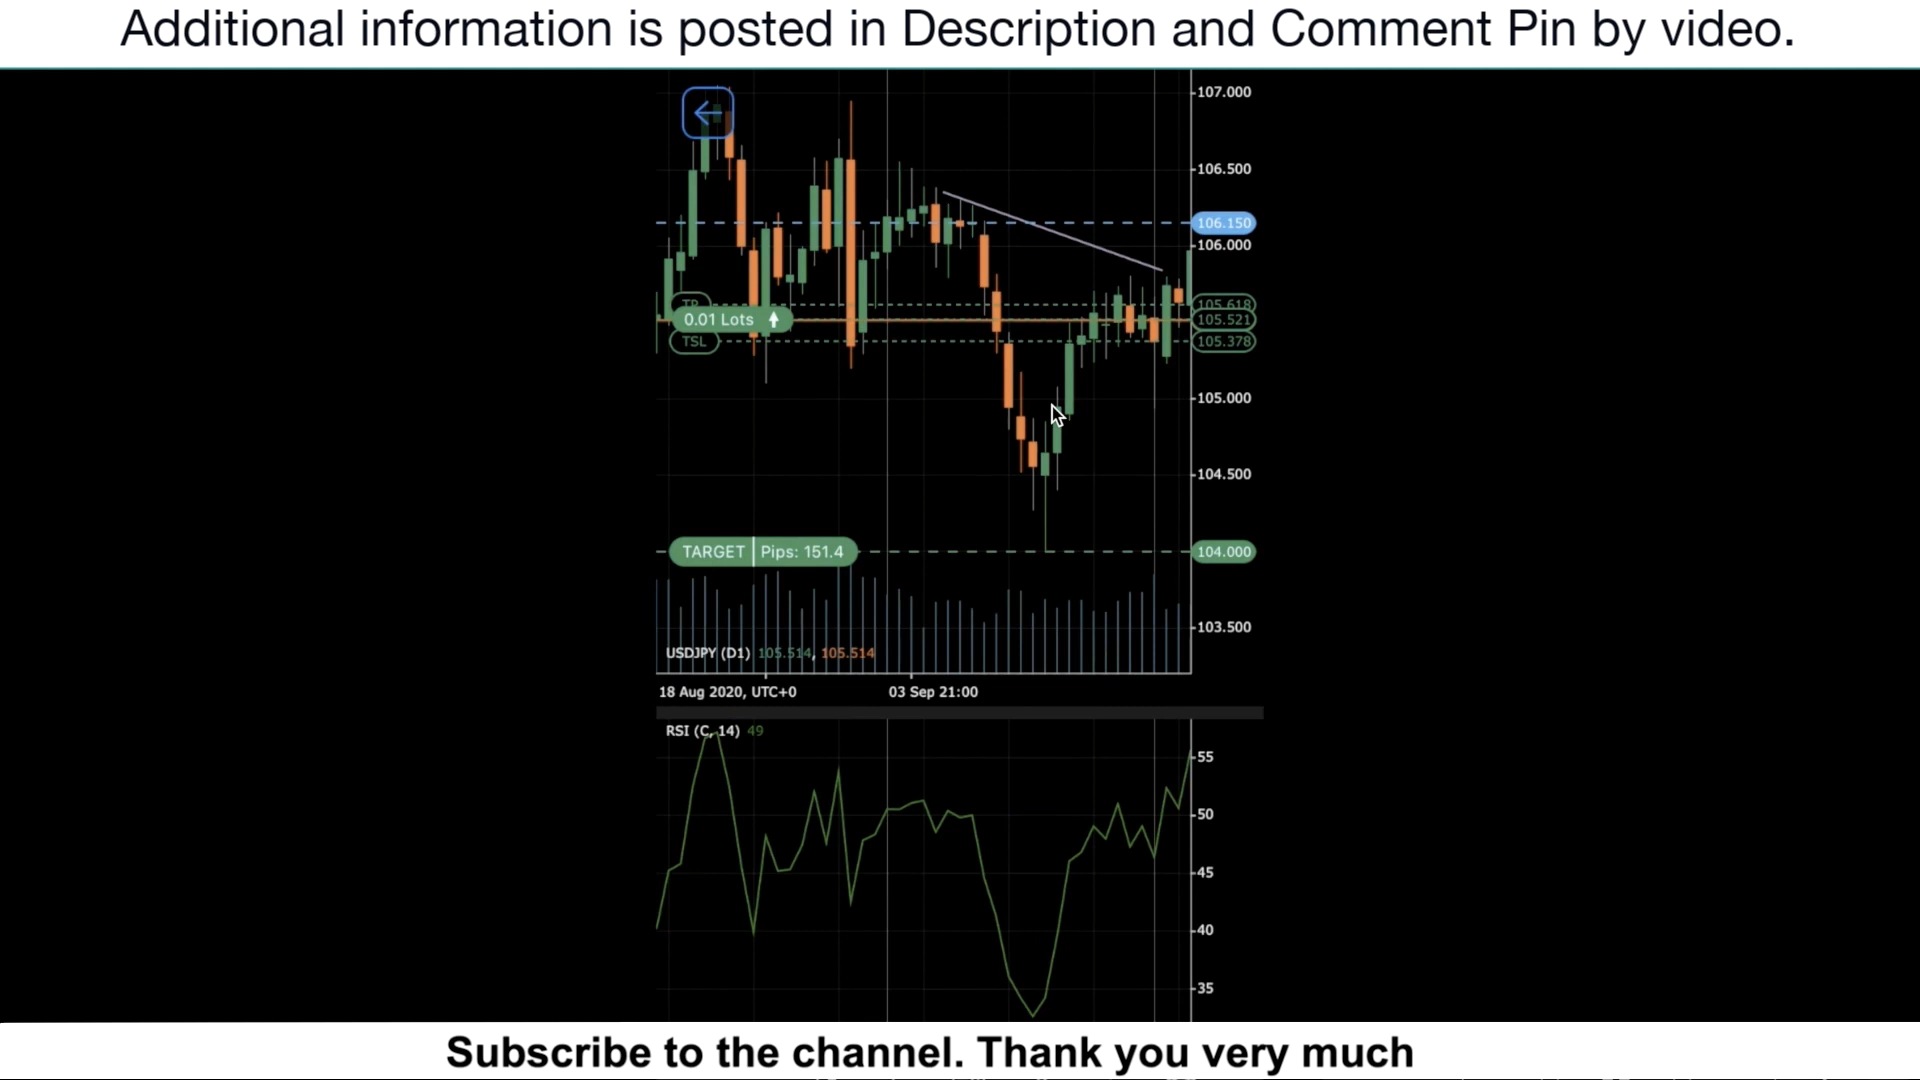 Additional information is posted in Description and Comment Pin by video.
107.000
106.500
106.150
106.000
TP
105.618
0.01 Lots
105.521
TSL
105.378
105.000
104.500
TARGET Pips: 151.4
104.000
103.500
USDJPY (D1) 105.514, 105.514
18 Aug 2020, UTC+0 03 Sep 21:00
RSI (C, 14) 49
55
50
45
40
35
Subscribe to the channel. Thank you very much